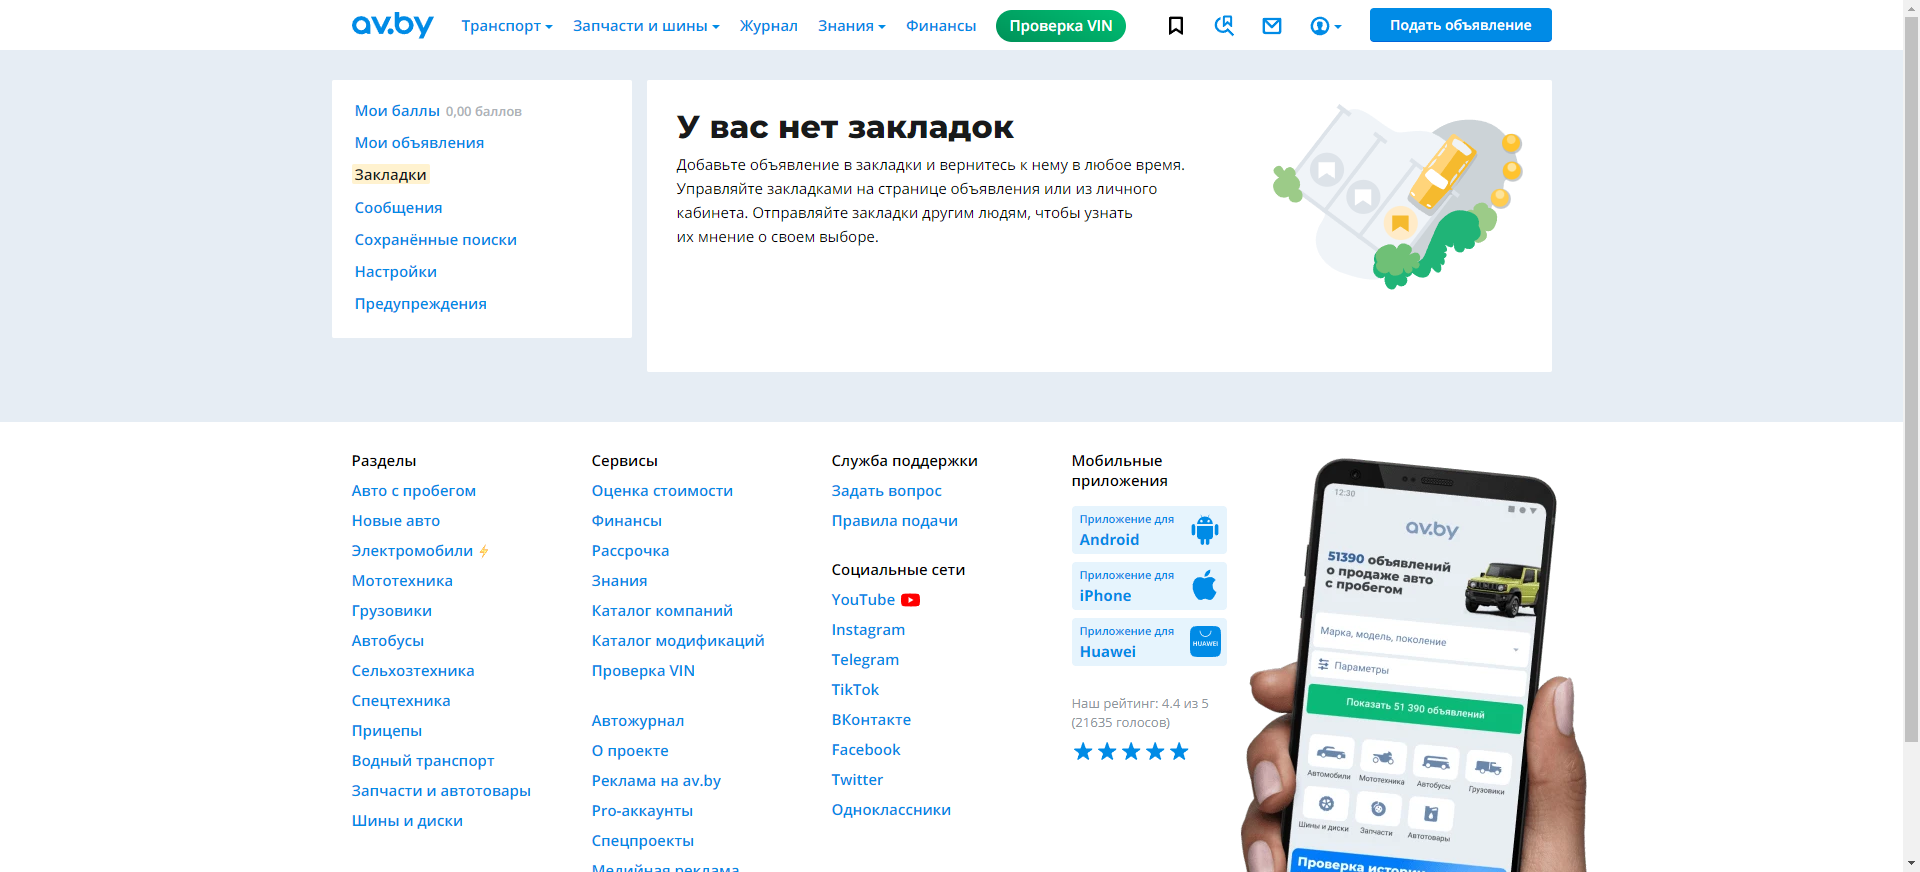 av.by
Транспорт
Запчасти и шины
Журнал
Знания
Финансы
Проверка VIN
Подать объявление
Мои баллы 0,00 баллов
Мои объявления
Закладки
Сообщения
Сохранённые поиски
Настройки
Предупреждения
У вас нет закладок
Добавьте объявление в закладки и вернитесь к нему в любое время.
Управляйте закладками на странице объявления или из личного
кабинета. Отправляйте закладки другим людям, чтобы узнать
их мнение о своем выборе.
Разделы
Авто с пробегом
Новые авто
Электромобили
Мототехника
Грузовики
Автобусы
Сельхозтехника
Спецтехника
Прицепы
Водный транспорт
Запчасти и автотовары
Шины и диски
Сервисы
Оценка стоимости
Финансы
Рассрочка
Знания
Каталог компаний
Каталог модификаций
Проверка VIN
Автожурнал
О проекте
Реклама на av.by
Pro-аккаунты
Спецпроекты
Медийная реклама
Служба поддержки
Задать вопрос
Правила подачи
Социальные сети
YouTube
Instagram
Telegram
TikTok
ВКонтакте
Facebook
Twitter
Одноклассники
Мобильные
приложения
Приложение для
Android
Приложение для
iPhone
Приложение для
Huawei
HUAWEI
Наш рейтинг: 4.4 из 5
(21635 голосов)
12:30
av.by
51390 объявлений
о продаже авто
с пробегом
Марка, модель, поколение
Параметры
Показать 51 390 объявлений
Автомобили
Мототехника
Автобусы
Грузовики
Шины и диски
Запчасти
Автотовары
Проверка истории